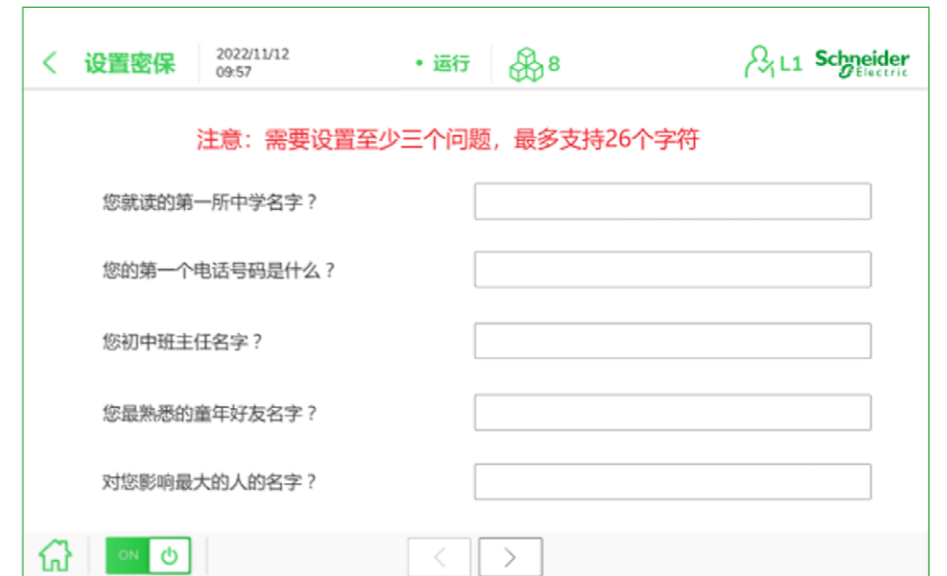 设置密保
2022/11/12
09:57
• 运行
8
L1
Schneider
Electric
注意：需要设置至少三个问题，最多支持26个字符
您就读的第一所中学名字？
您的第一个电话号码是什么？
您初中班主任名字？
您最熟悉的童年好友名字？
对您影响最大的人的名字？
ON